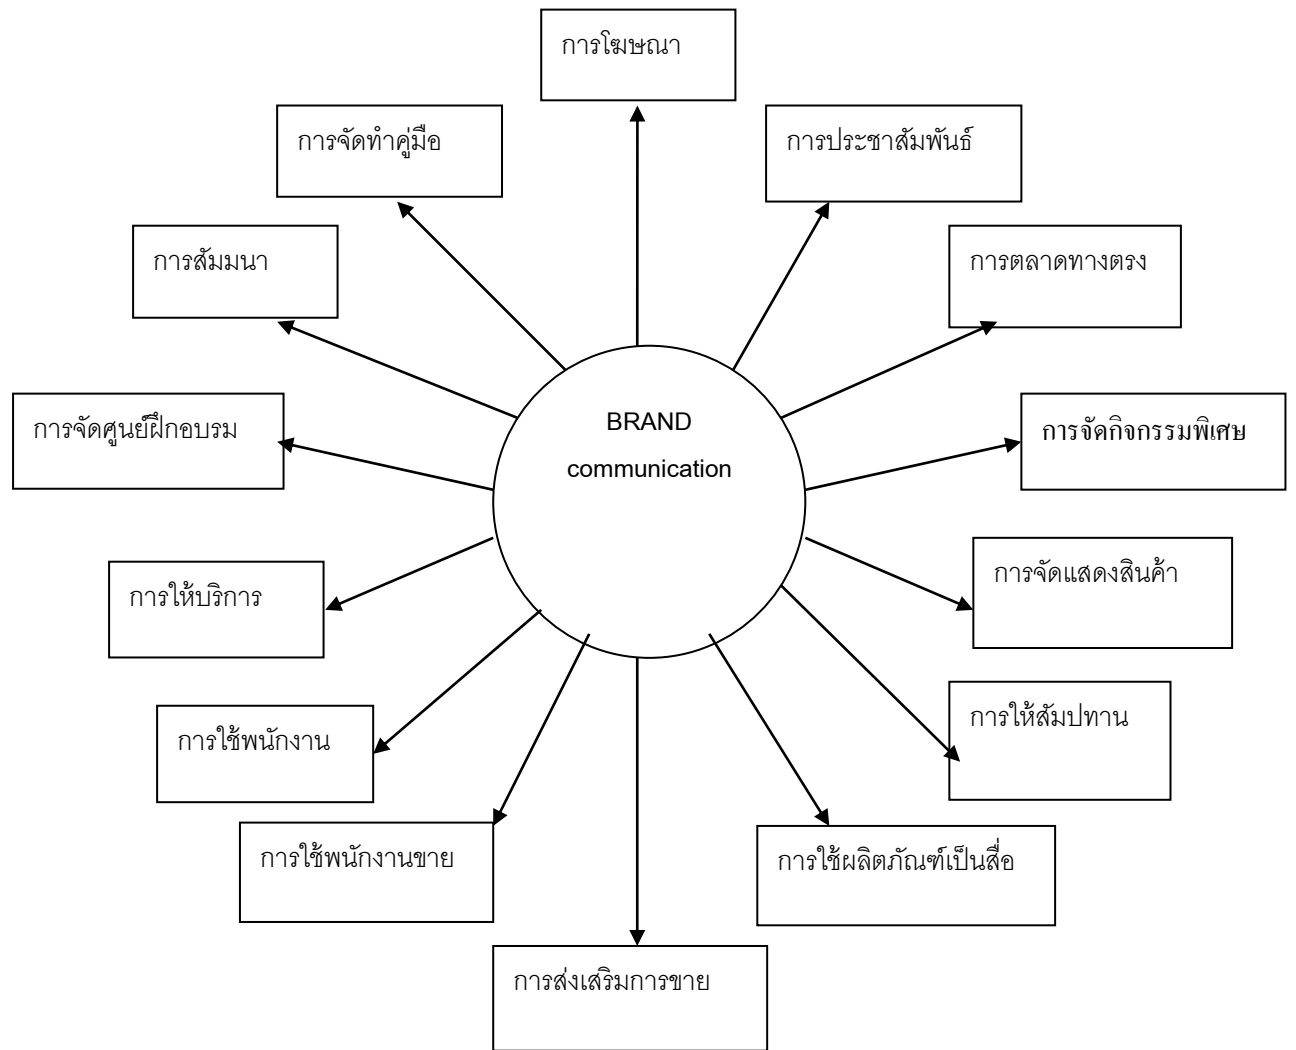 การโฆษณา
การจัดทำคู่มือ
การประชาสัมพันธ์
การสัมมนา
การตลาดทางตรง
การจัดศูนย์ฝึกอบรม
BRAND
communication
การจัดกิจกรรมพิเศษ
การให้บริการ
การจัดแสดงสินค้า
การใช้พนักงาน
การให้สัมปทาน
การใช้พนักงานขาย
การใช้ผลิตภัณฑ์เป็นสื่อ
การส่งเสริมการขาย